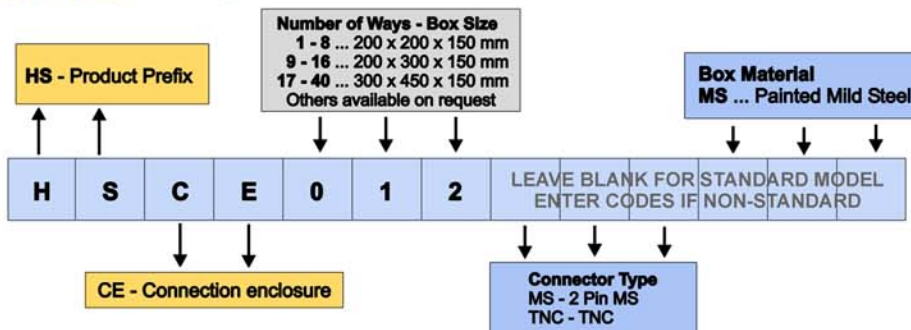 Number of Ways - Box Size
1 - 8 ... 200 x 200 x 150 mm
9 - 16 ... 200 x 300 x 150 mm
17 - 40 ... 300 x 450 x 150 mm
Others available on request
HS - Product Prefix
Box Material
MS ... Painted Mild Steel
H S C E 0 1 2
LEAVE BLANK FOR STANDARD MODEL
ENTER CODES IF NON-STANDARD
CE - Connection enclosure
Connector Type
MS - 2 Pin MS
TNC - TNC